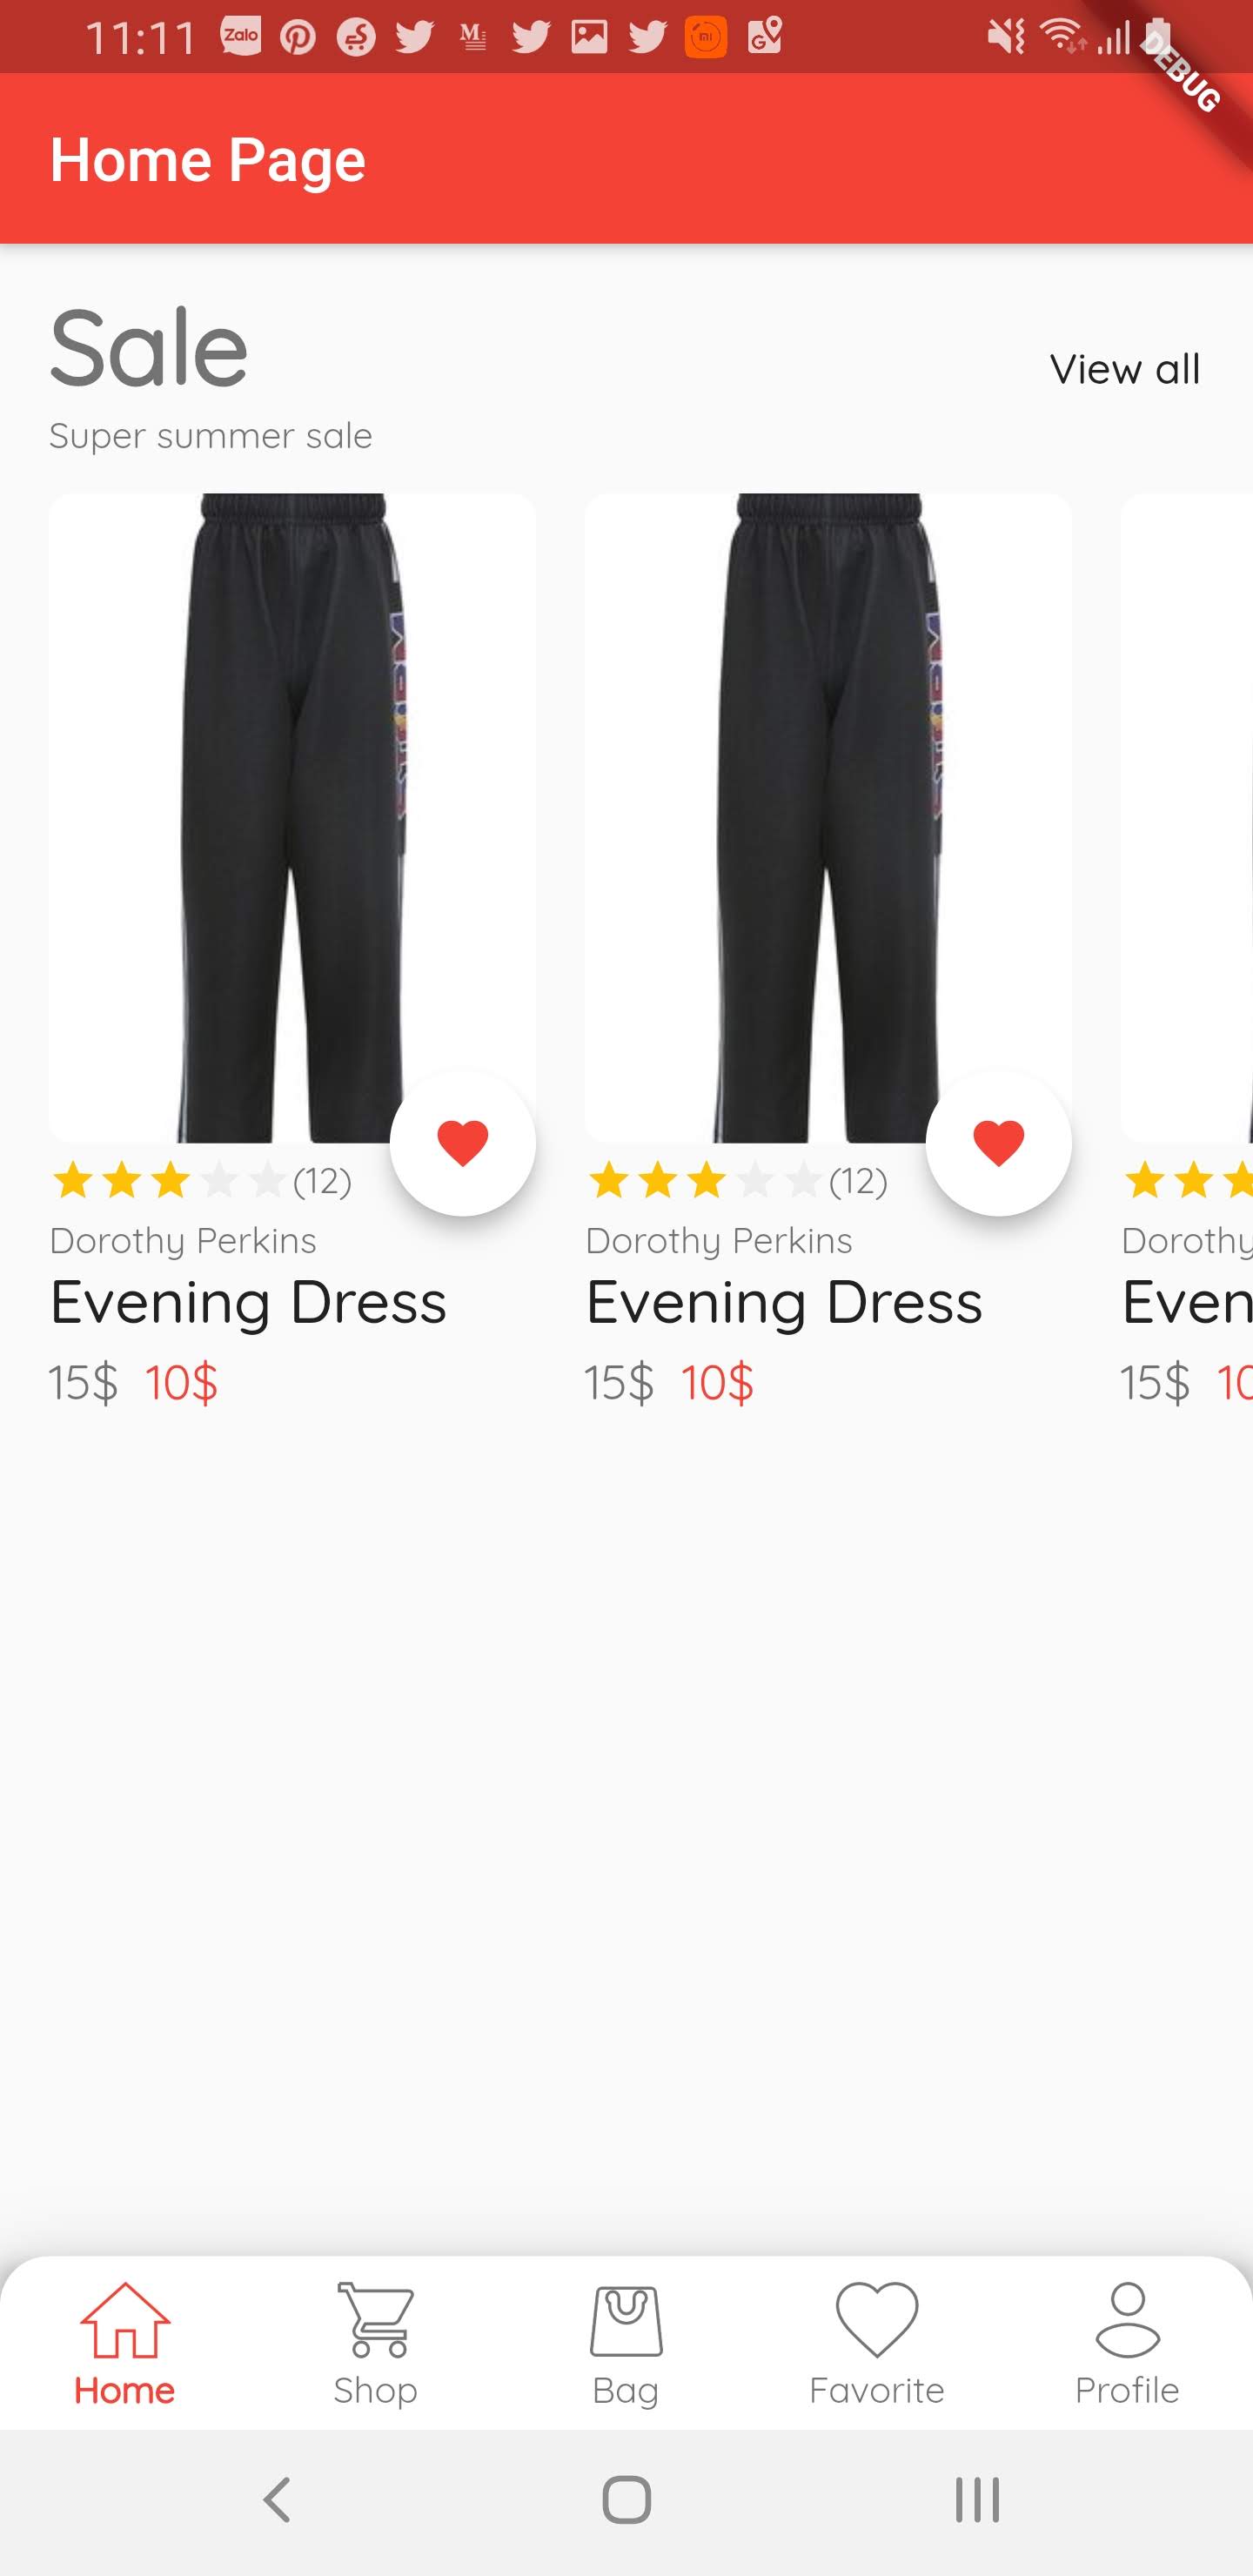 11:11 Zalo
DEBUG
Home Page
Sale
View all
Super summer sale
(12) (12)
Dorothy Perkins Dorothy Perkins Dorothy
Evening Dress Evening Dress Even
15$ 10$ 15$ 10$ 15$ 10
Home Shop Bag Favorite Profile